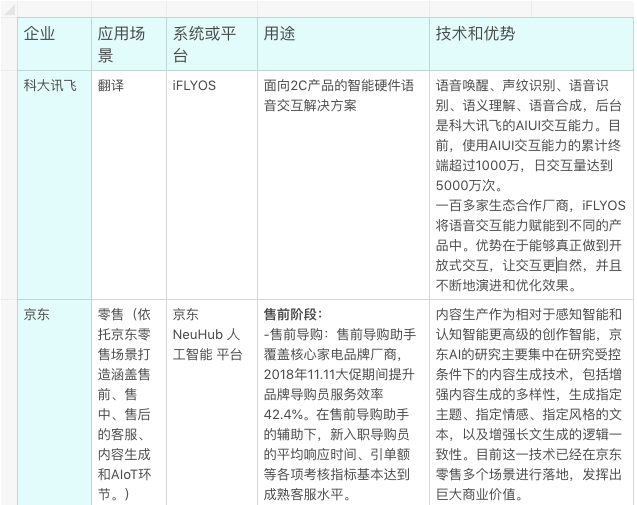 企业
应用场
景
系统或平
台
用途
技术和优势
科大讯飞
翻译
iFLYOS
面向2C产品的智能硬件语
音交互解决方案
语音唤醒、声纹识别、语音识
别、语义理解、语音合成，后台
是科大讯飞的AIUI交互能力。目
前，使用AIUI交互能力的累计终
端超过1000万，日交互量达到
5000万次。
一百多家生态合作厂商，iFLYOS
将语音交互能力赋能到不同的产
品中。优势在于能够真正做到开
放式交互，让交互更自然，并且
不断地演进和优化效果。
京东
零售（依
托京东零
售场景打
造涵盖售
前、售
中、售后
的客服、
内容生成
和AIoT环
节。）
京东
NeuHub 人
工智能 平台
售前阶段：
-售前导购：售前导购助手
覆盖核心家电品牌厂商，
2018年11.11大促期间提升
品牌导购员服务效率
42.4%。在售前导购助手
的辅助下，新入职导购员
的平均响应时间、引单额
等各项考核指标基本达到
成熟客服水平。
内容生产作为相对于感知智能和
认知智能更高级的创作智能，京
东AI的研究主要集中在研究受控
条件下的内容生成技术，包括增
强内容生成的多样性，生成指定
主题、指定情感、指定风格的文
本，以及增强长文生成的逻辑一
致性。目前这一技术已经在京东
零售多个场景进行落地，发挥出
巨大商业价值。